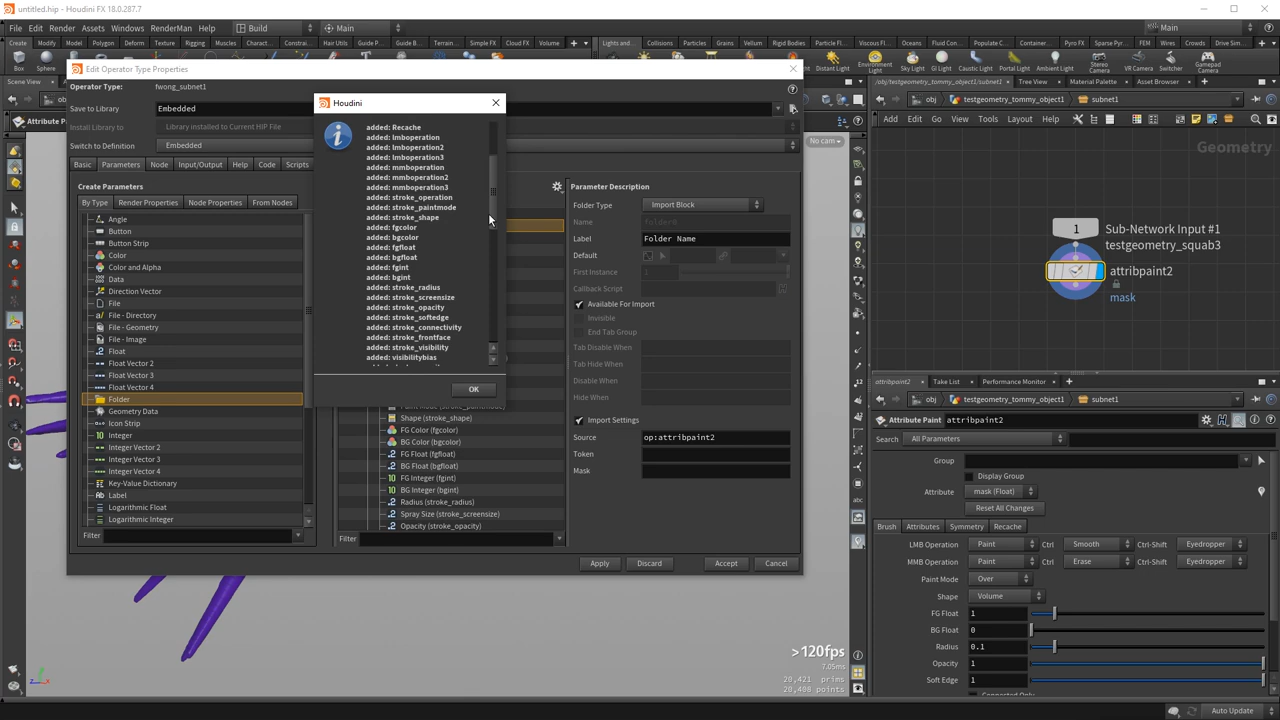 untitled.hip - Houdini FX 18.0.287.7
File Edit Render Assets Windows RenderMan Help
Build
Main
Main
Create Modify Model Polygon Deform Texture Rigging Muscles Charact... Constrai... Hair Utils Guide P... Guide B... Terrain... Simple FX Cloud FX Volume
Lights and... Collisions Particles Grains Vellum Rigid Bodies Particle Fl... Viscous Fl... Oceans Fluid Con... Populate C... Container... Pyro FX Sparse Pyr... FEM Wires Crowds Drive Sim...
Box Sphere
Distant Light Sky Light GI Light Caustic Light Portal Light Ambient Light Stereo Camera VR Camera Switcher Gamepad Camera
Scene View
/obj/testgeometry_tommy_object1/subnet1
Tree View
Material Palette
Asset Browser
ob
obj testgeometry_tommy_object1 subnet1
Attribute Pain
Add Edit Go View Tools Layout Help
No cam
Geometry
Edit Operator Type Properties
Operator Type: fwong_subnet1
Save to Library Embedded
Install Library to Library installed to Current HIP File
Switch to Definition Embedded
Basic Parameters Node Input/Output Help Code Scripts
Create Parameters
By Type Render Properties Node Properties From Nodes
Angle
Button
Button Strip
Color
Color and Alpha
Data
Direction Vector
File
File - Directory
File - Geometry
File - Image
Float
Float Vector 2
Float Vector 3
Float Vector 4
Folder
Geometry Data
Icon Strip
Integer
Integer Vector 2
Integer Vector 3
Integer Vector 4
Key-Value Dictionary
Label
Logarithmic Float
Logarithmic Integer
Filter
Houdini
added: Recache
added: lmboperation
added: lmboperation2
added: lmboperation3
added: mmboperation
added: mmboperation2
added: mmboperation3
added: stroke_operation
added: stroke_paintmode
added: stroke_shape
added: fgcolor
added: bgcolor
added: fgfloat
added: bgfloat
added: fgint
added: bgint
added: stroke_radius
added: stroke_screensize
added: stroke_opacity
added: stroke_softedge
added: stroke_connectivity
added: stroke_frontface
added: stroke_visibility
added: visibilitybias
OK
Paint Mode (stroke_paintmode)
Shape (stroke_shape)
FG Color (fgcolor)
BG Color (bgcolor)
FG Float (fgfloat)
BG Float (bgfloat)
FG Integer (fgint)
BG Integer (bgint)
Radius (stroke_radius)
Spray Size (stroke_screensize)
Opacity (stroke_opacity)
Filter
Parameter Description
Folder Type Import Block
Name folder6
Label Folder Name
Default
First Instance 1
Callback Script
Available For Import
Invisible
End Tab Group
Tab Disable When
Tab Hide When
Disable When
Hide When
Import Settings
Source op:attribpaint2
Token
Mask
Apply Discard Accept Cancel
1
Sub-Network Input #1
testgeometry_squab3
attribpaint2
mask
>120fps
7.05ms
20,421 prims
20,408 points
attribpaint2
Take List
Performance Monitor
obj testgeometry_tommy_object1 subnet1
Attribute Paint attribpaint2
Search All Parameters
Group
Display Group
Attribute mask (Float)
Reset All Changes
Brush Attributes Symmetry Recache
LMB Operation Paint Ctrl Smooth Ctrl-Shift Eyedropper
MMB Operation Paint Ctrl Erase Ctrl-Shift Eyedropper
Paint Mode Over
Shape Volume
FG Float 1
BG Float 0
Radius 0.1
Opacity 1
Soft Edge 1
Connected Only
Auto Update